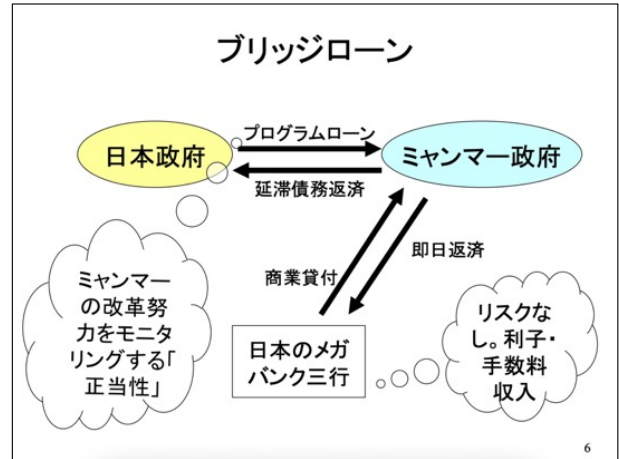 ブリッジローン
プログラムローン
日本政府
ミャンマー政府
延滞債務返済
即日返済
商業貸付
ミャンマー
の改革努
力をモニタ
リングする「
正当性」
リスクな
し。利子・
手数料
収入
日本のメガ
バンク三行
6